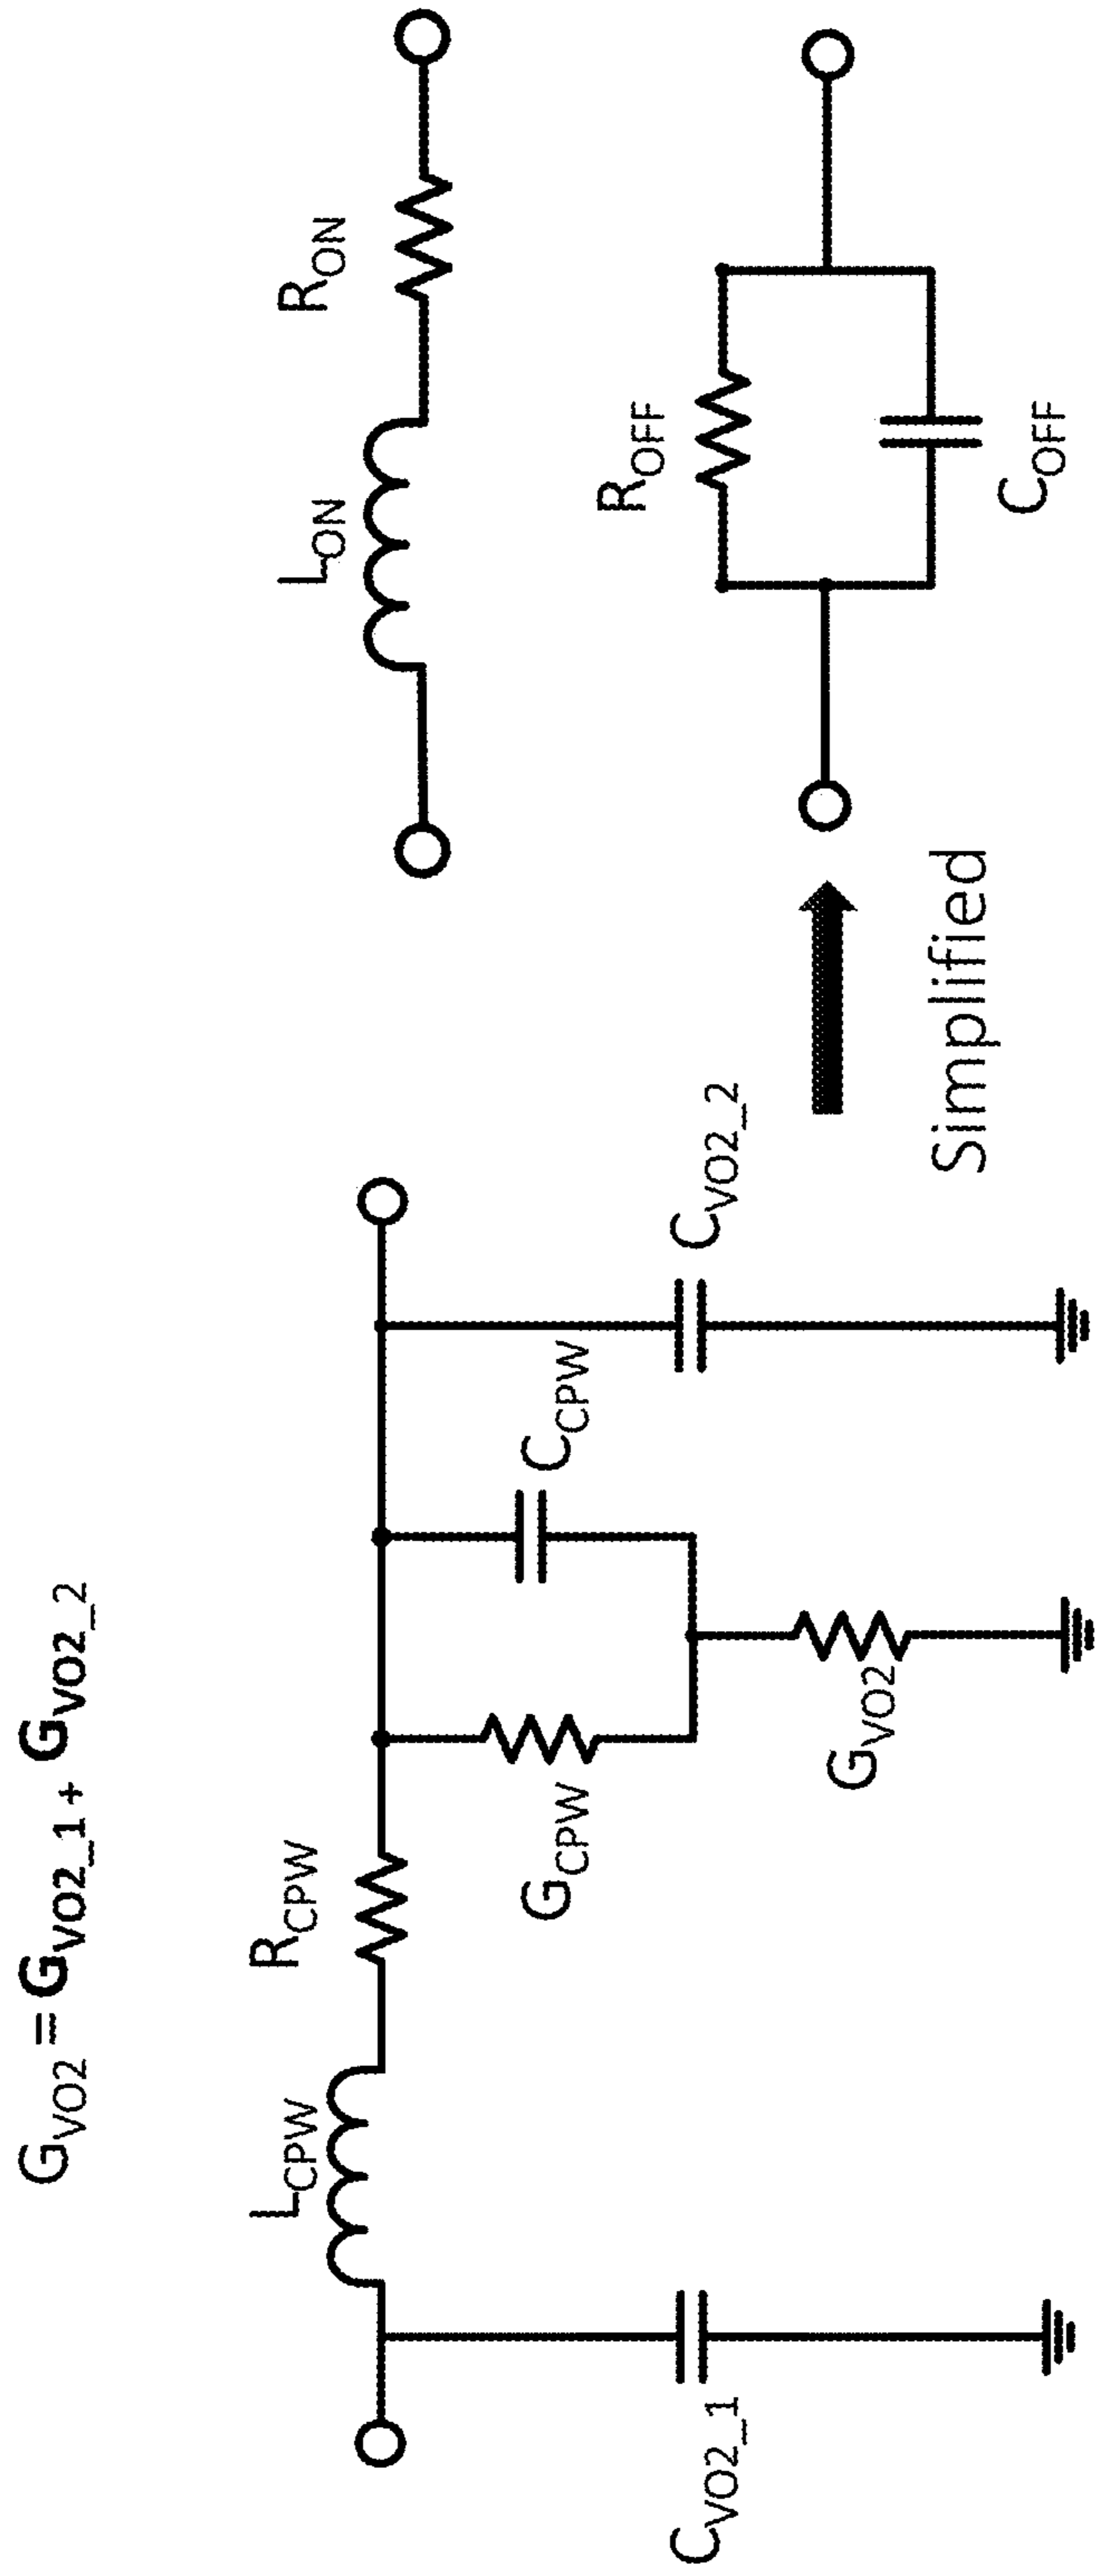 G_VO2 = G_VO2_1 + G_VO2_2
L_CPW
R_CPW
G_CPW
C_CPW
C_VO2_1
G_VO2
C_VO2_2
Simplified
L_ON
R_ON
R_OFF
C_OFF